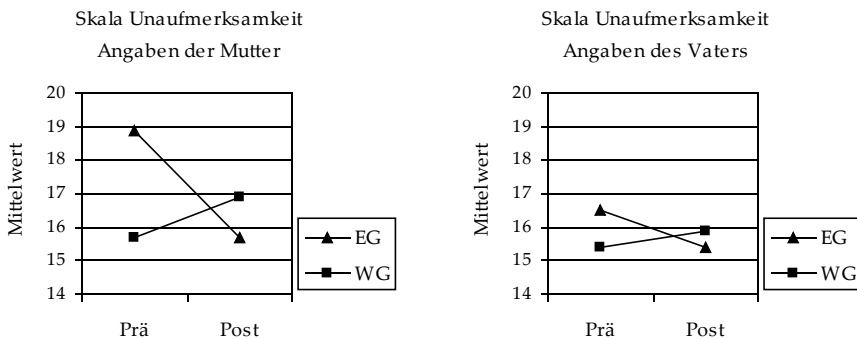 Skala Unaufmerksamkeit
Angaben der Mutter
20
19
18
17
16
15
14
Mittelwert
Prä
Post
EG
WG
Skala Unaufmerksamkeit
Angaben des Vaters
20
19
18
17
16
15
14
Mittelwert
Prä
Post
EG
WG